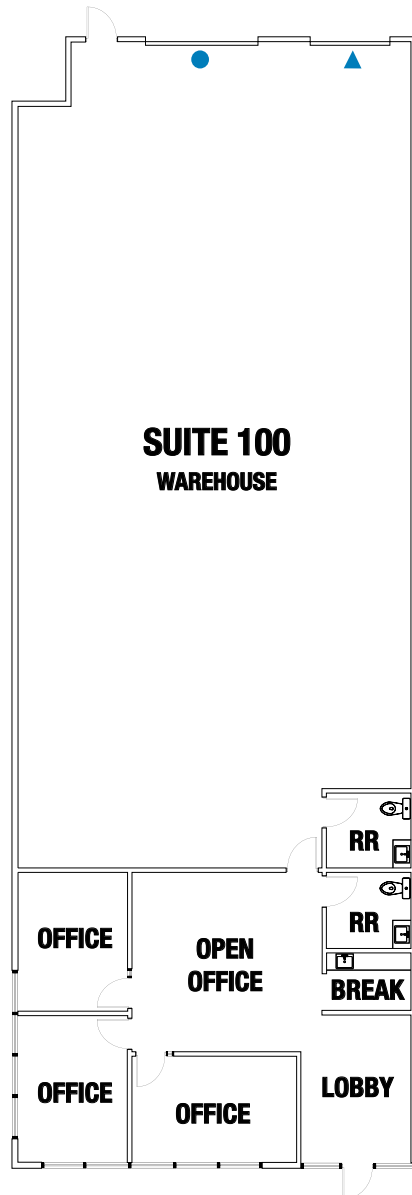 SUITE 100
WAREHOUSE
RR
RR
OFFICE
OPEN
OFFICE
BREAK
OFFICE
OFFICE
LOBBY